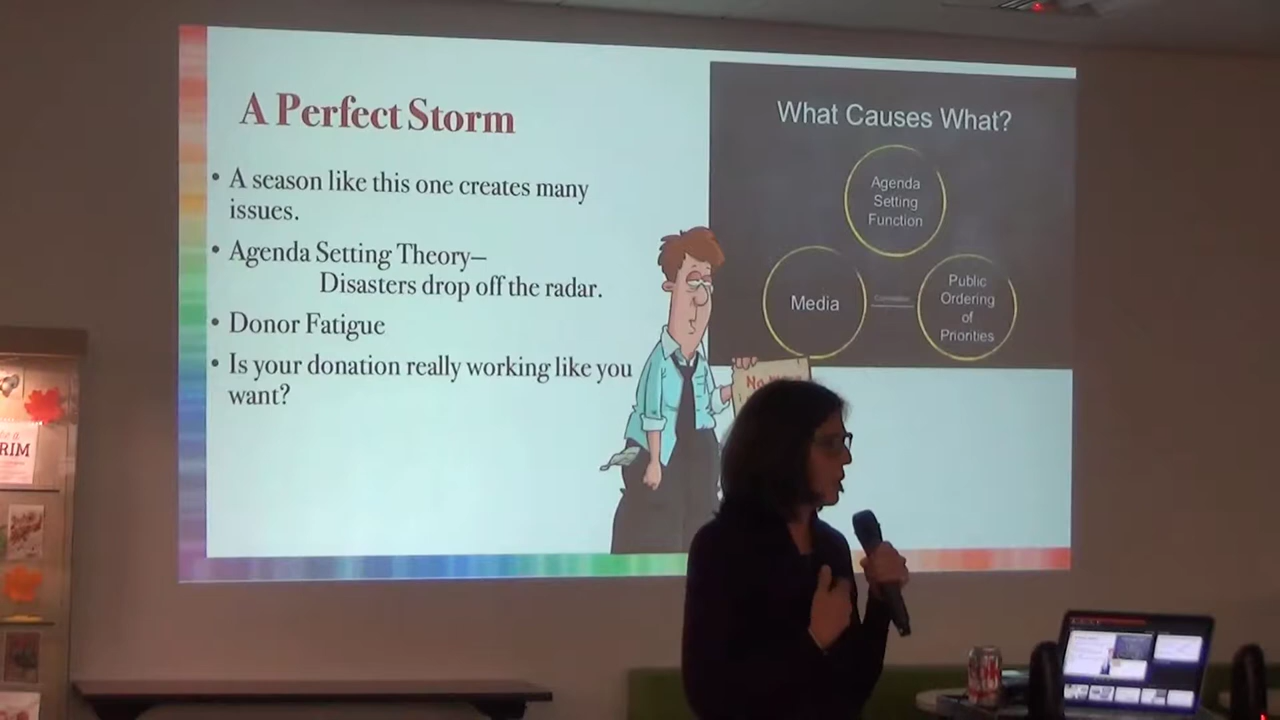 A Perfect Storm
• A season like this one creates many
issues.
• Agenda Setting Theory–
Disasters drop off the radar.
• Donor Fatigue
• Is your donation really working like you
want?
What Causes What?
Agenda
Setting
Function
Media
Public
Ordering
of
Priorities
No
RIM